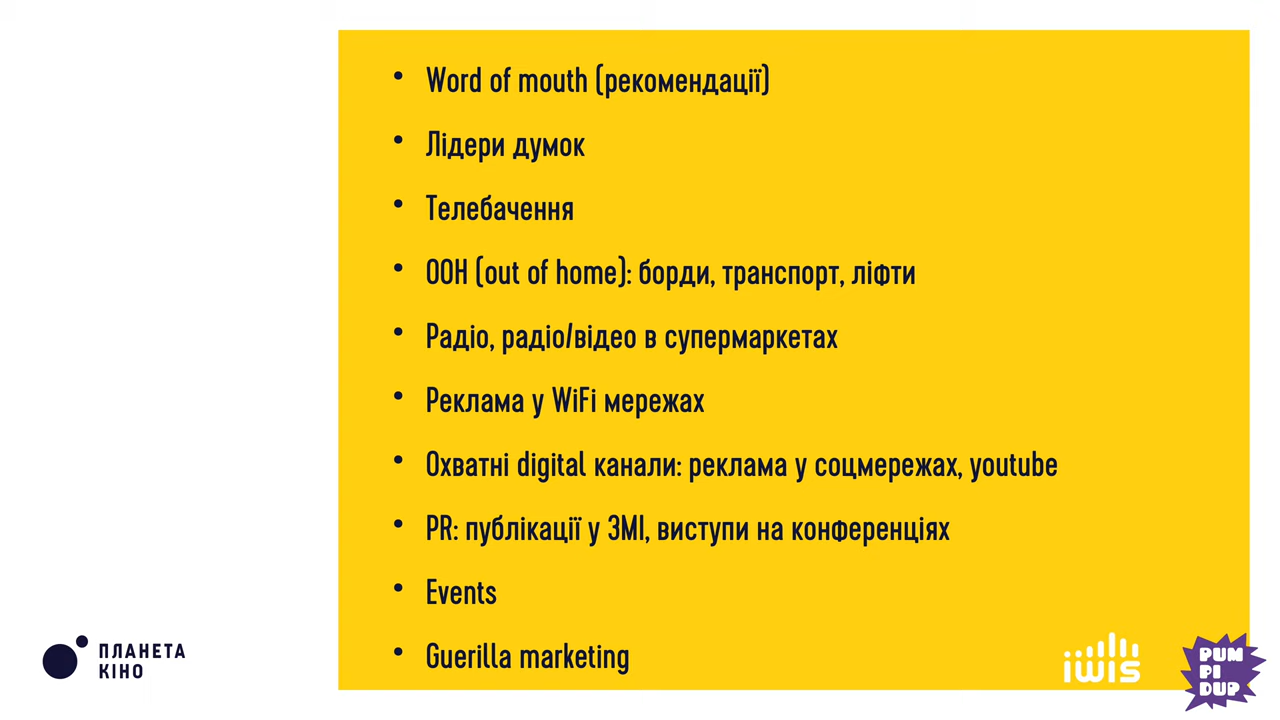 • Word of mouth (рекомендації)
• Лідери думок
• Телебачення
• OOH (out of home): борди, транспорт, ліфти
• Радіо, радіо/відео в супермаркетах
• Реклама у WiFi мережах
• Охватні digital канали: реклама у соцмережах, youtube
• PR: публікації у ЗМІ, виступи на конференціях
• Events
• Guerilla marketing
ПЛАНЕТА
КІНО
iwis
PUM
PI
DUP